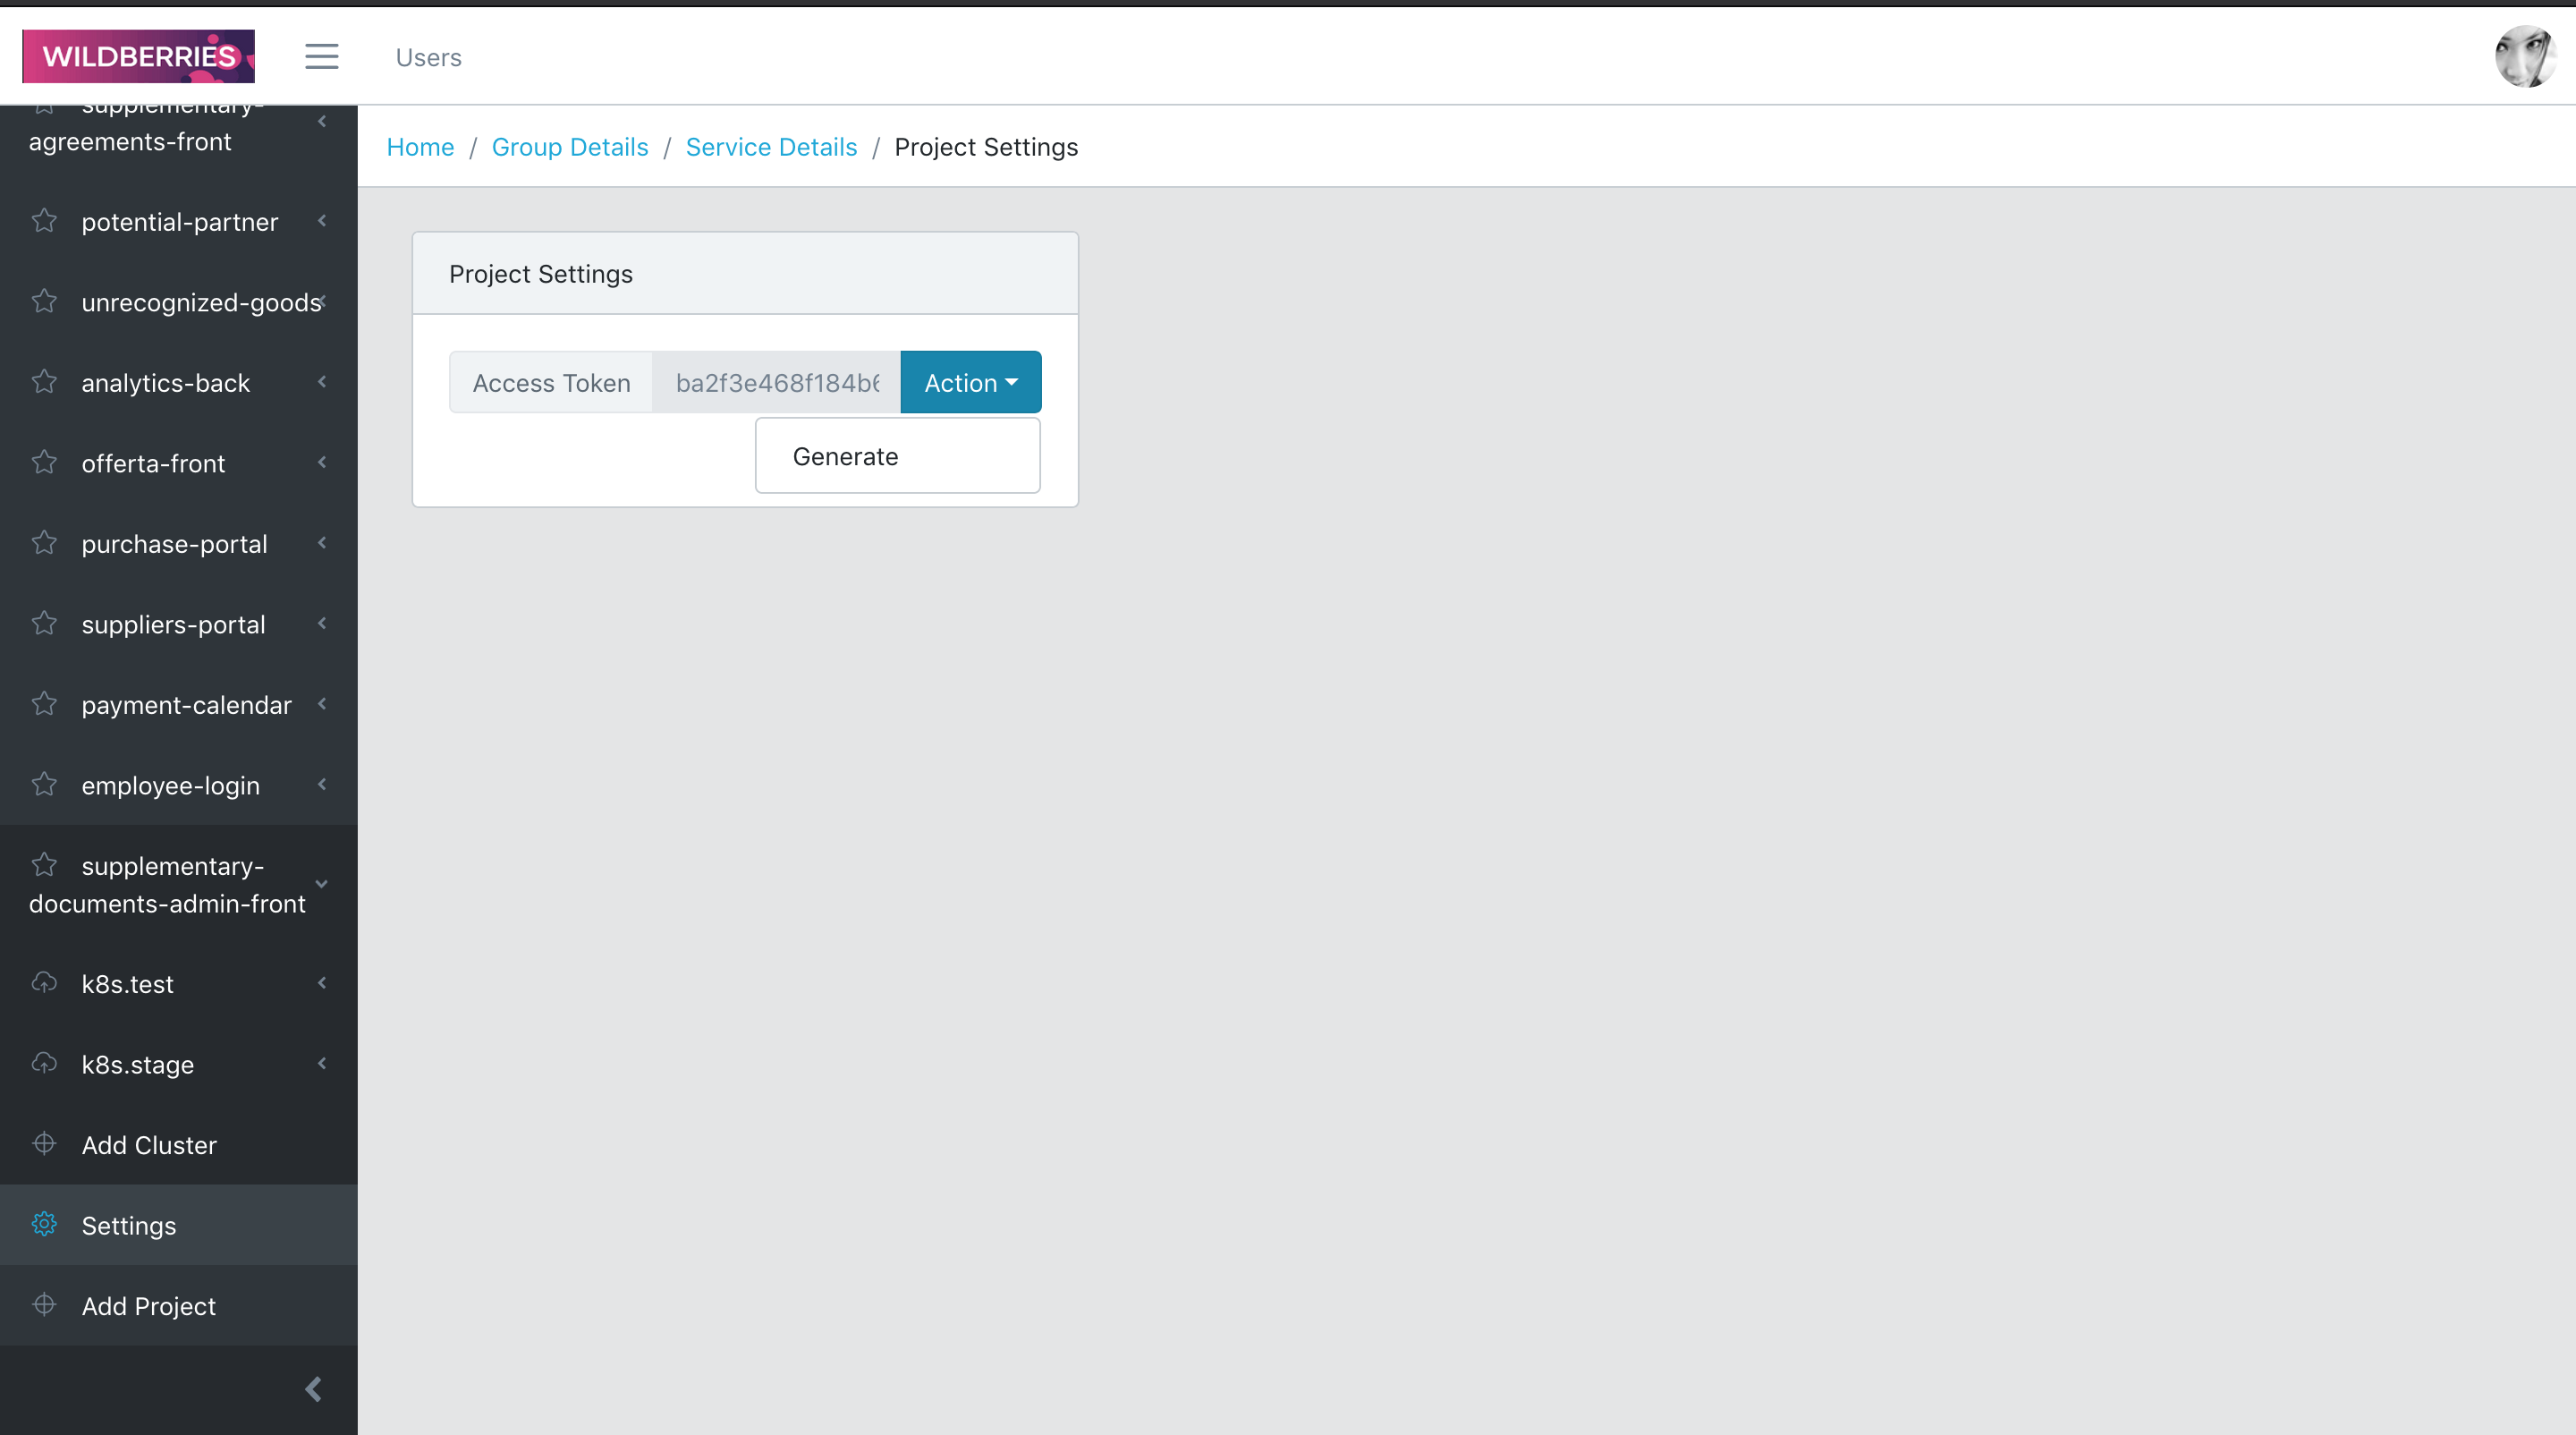 WILDBERRIES
Users
supplementary-
agreements-front
potential-partner
unrecognized-goods
analytics-back
offerta-front
purchase-portal
suppliers-portal
payment-calendar
employee-login
supplementary-
documents-admin-front
k8s.test
k8s.stage
Add Cluster
Settings
Add Project
Home / Group Details / Service Details / Project Settings
Project Settings
Access Token ba2f3e468f184b6 Action
Generate